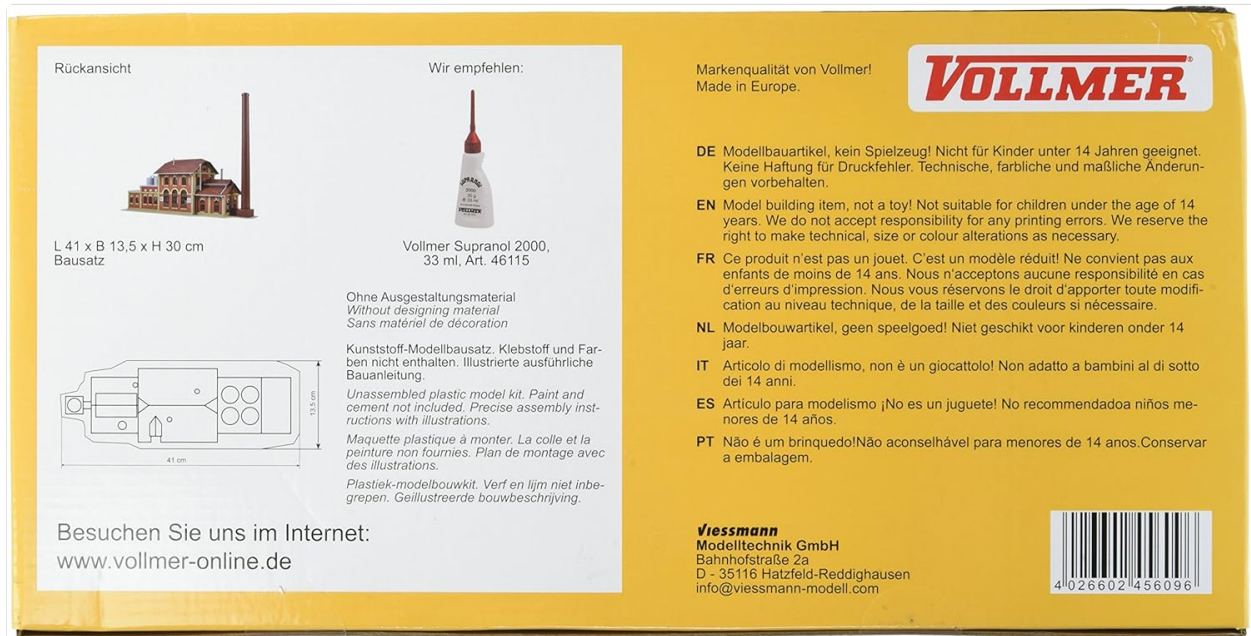 Rückansicht
L 41 x B 13,5 x H 30 cm
Bausatz
Wir empfehlen:
SUPRANOL
2000
VOLLMER
Vollmer Supranol 2000,
33 ml, Art. 46115
Ohne Ausgestaltungsmaterial
Without designing material
Sans matériel de décoration
Kunststoff-Modellbausatz. Klebstoff und Far-
ben nicht enthalten. Illustrierte ausführliche
Bauanleitung.
Unassembled plastic model kit. Paint and
cement not included. Precise assembly inst-
ructions with illustrations.
Maquette plastique à monter. La colle et la
peinture non fournies. Plan de montage avec
des illustrations.
Plastiek-modelbouwkit. Verf en lijm niet inbe-
grepen. Geillustreerde bouwbeschrijving.
13,5 cm
41 cm
Besuchen Sie uns im Internet:
www.vollmer-online.de
Markenqualität von Vollmer!
Made in Europe.
VOLLMER®
DE Modellbauartikel, kein Spielzeug! Nicht für Kinder unter 14 Jahren geeignet.
Keine Haftung für Druckfehler. Technische, farbliche und maßliche Änderun-
gen vorbehalten.
EN Model building item, not a toy! Not suitable for children under the age of 14
years. We do not accept responsibility for any printing errors. We reserve the
right to make technical, size or colour alterations as necessary.
FR Ce produit n'est pas un jouet. C'est un modèle réduit! Ne convient pas aux
enfants de moins de 14 ans. Nous n'acceptons aucune responsibilité en cas
d'erreurs d'impression. Nous vous réservons le droit d'apporter toute modifi-
cation au niveau technique, de la taille et des couleurs si nécessaire.
NL Modelbouwartikel, geen speelgoed! Niet geschikt voor kinderen onder 14
jaar.
IT Articolo di modellismo, non è un giocattolo! Non adatto a bambini al di sotto
dei 14 anni.
ES Articulo para modelismo ¡No es un juguete! No recommendadoa niños me-
nores de 14 años.
PT Não é um brinquedo!Não aconselhável para menores de 14 anos.Conservar
a embalagem.
Viessmann
Modelltechnik GmbH
Bahnhofstraße 2a
D - 35116 Hatzfeld-Reddighausen
info@viessmann-modell.com
4 026602 456096